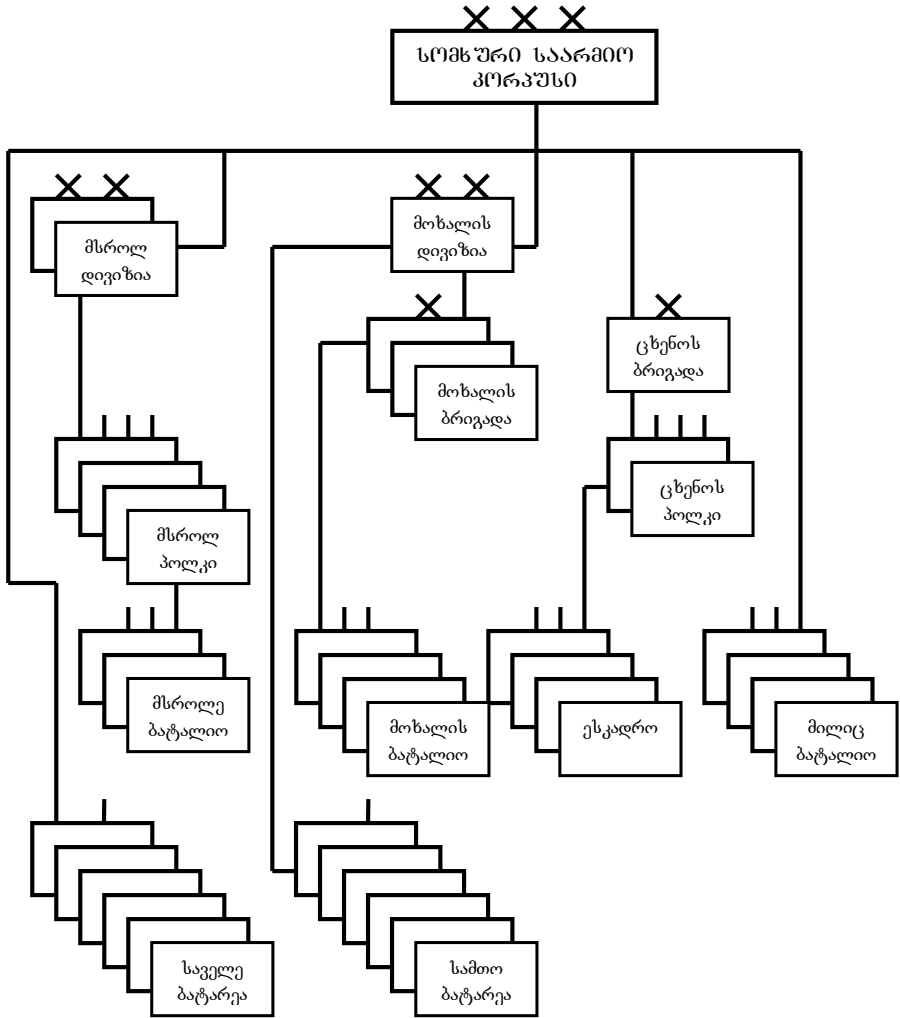 სომხური საარმიო
კორპუსი
მსროლ
დივიზია
მოხალის
დივიზია
ცხენოს
ბრიგადა
მოხალის
ბრიგადა
ცხენოს
პოლკი
მსროლ
პოლკი
მსროლე
ბატალიო
მოხალის
ბატალიო
ესკადრო
მილიც
ბატალიო
საველე
ბატარეა
სამთო
ბატარეა